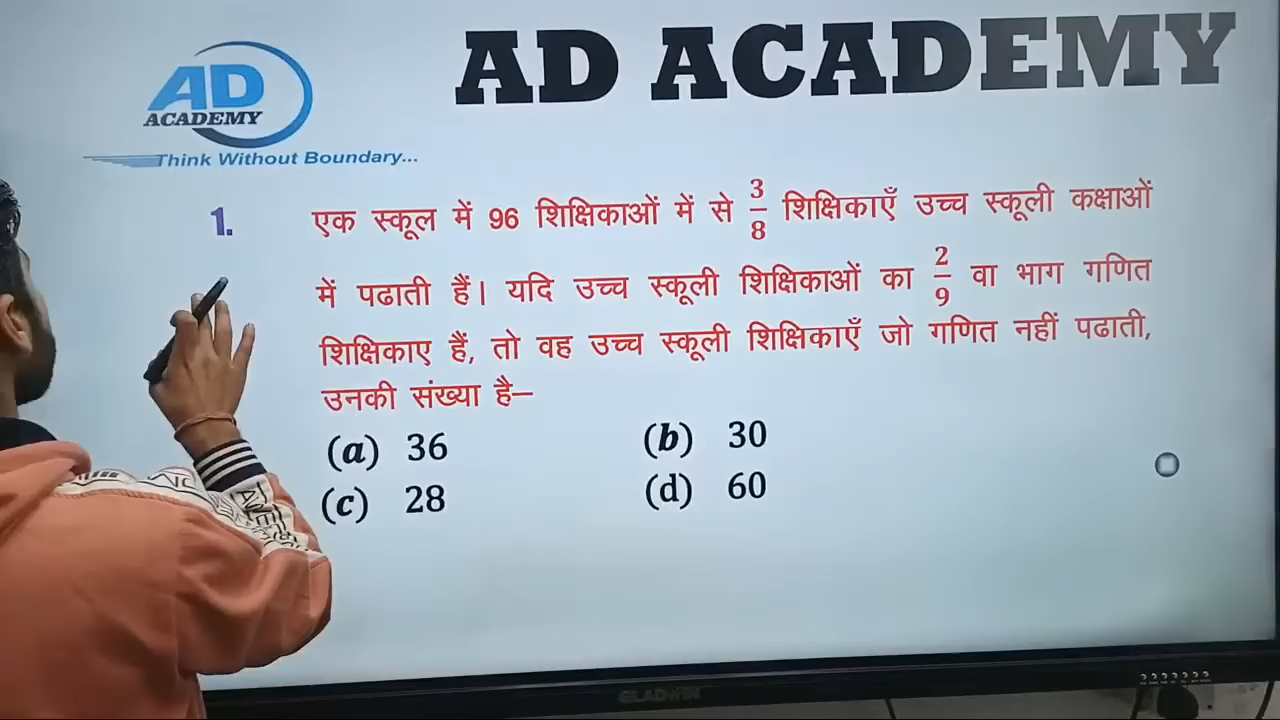 AD ACADEMY
AD
ACADEMY
Think Without Boundary...
1. एक स्कूल में 96 शिक्षिकाओं में से 3/8 शिक्षिकाएँ उच्च स्कूली कक्षाओं
में पढाती हैं। यदि उच्च स्कूली शिक्षिकाओं का 2/9 वा भाग गणित
शिक्षिकाए हैं, तो वह उच्च स्कूली शिक्षिकाएँ जो गणित नहीं पढाती,
उनकी संख्या है–
(a) 36 (b) 30
(c) 28 (d) 60
GLADWIN